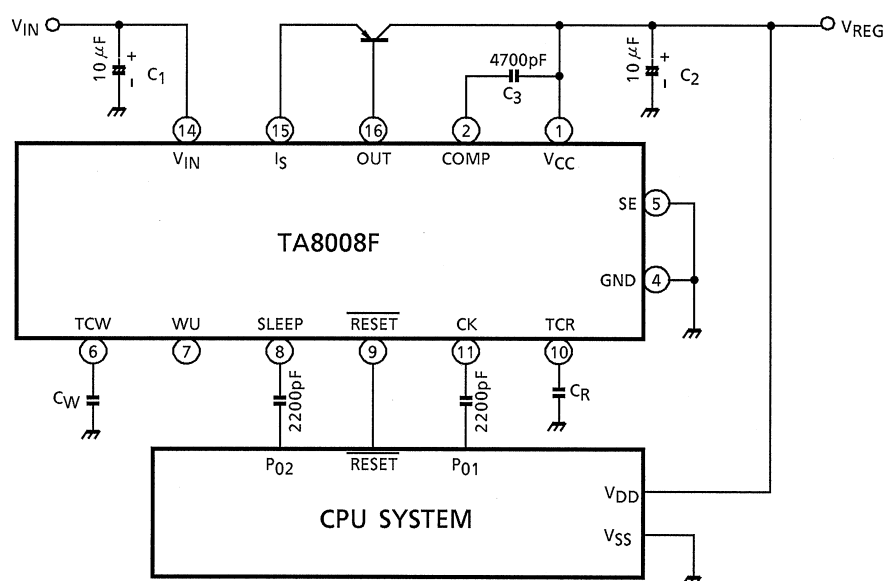 VIN
10 μF
+
−
C1
4700pF
C3
10 μF
+
−
C2
VREG
14
15
16
2
1
VIN
IS
OUT
COMP
VCC
SE
5
TA8008F
GND
4
TCW
WU
SLEEP
RESET
CK
TCR
6
7
8
9
11
10
CW
2200pF
2200pF
CR
P02
RESET
P01
VDD
CPU SYSTEM
VSS